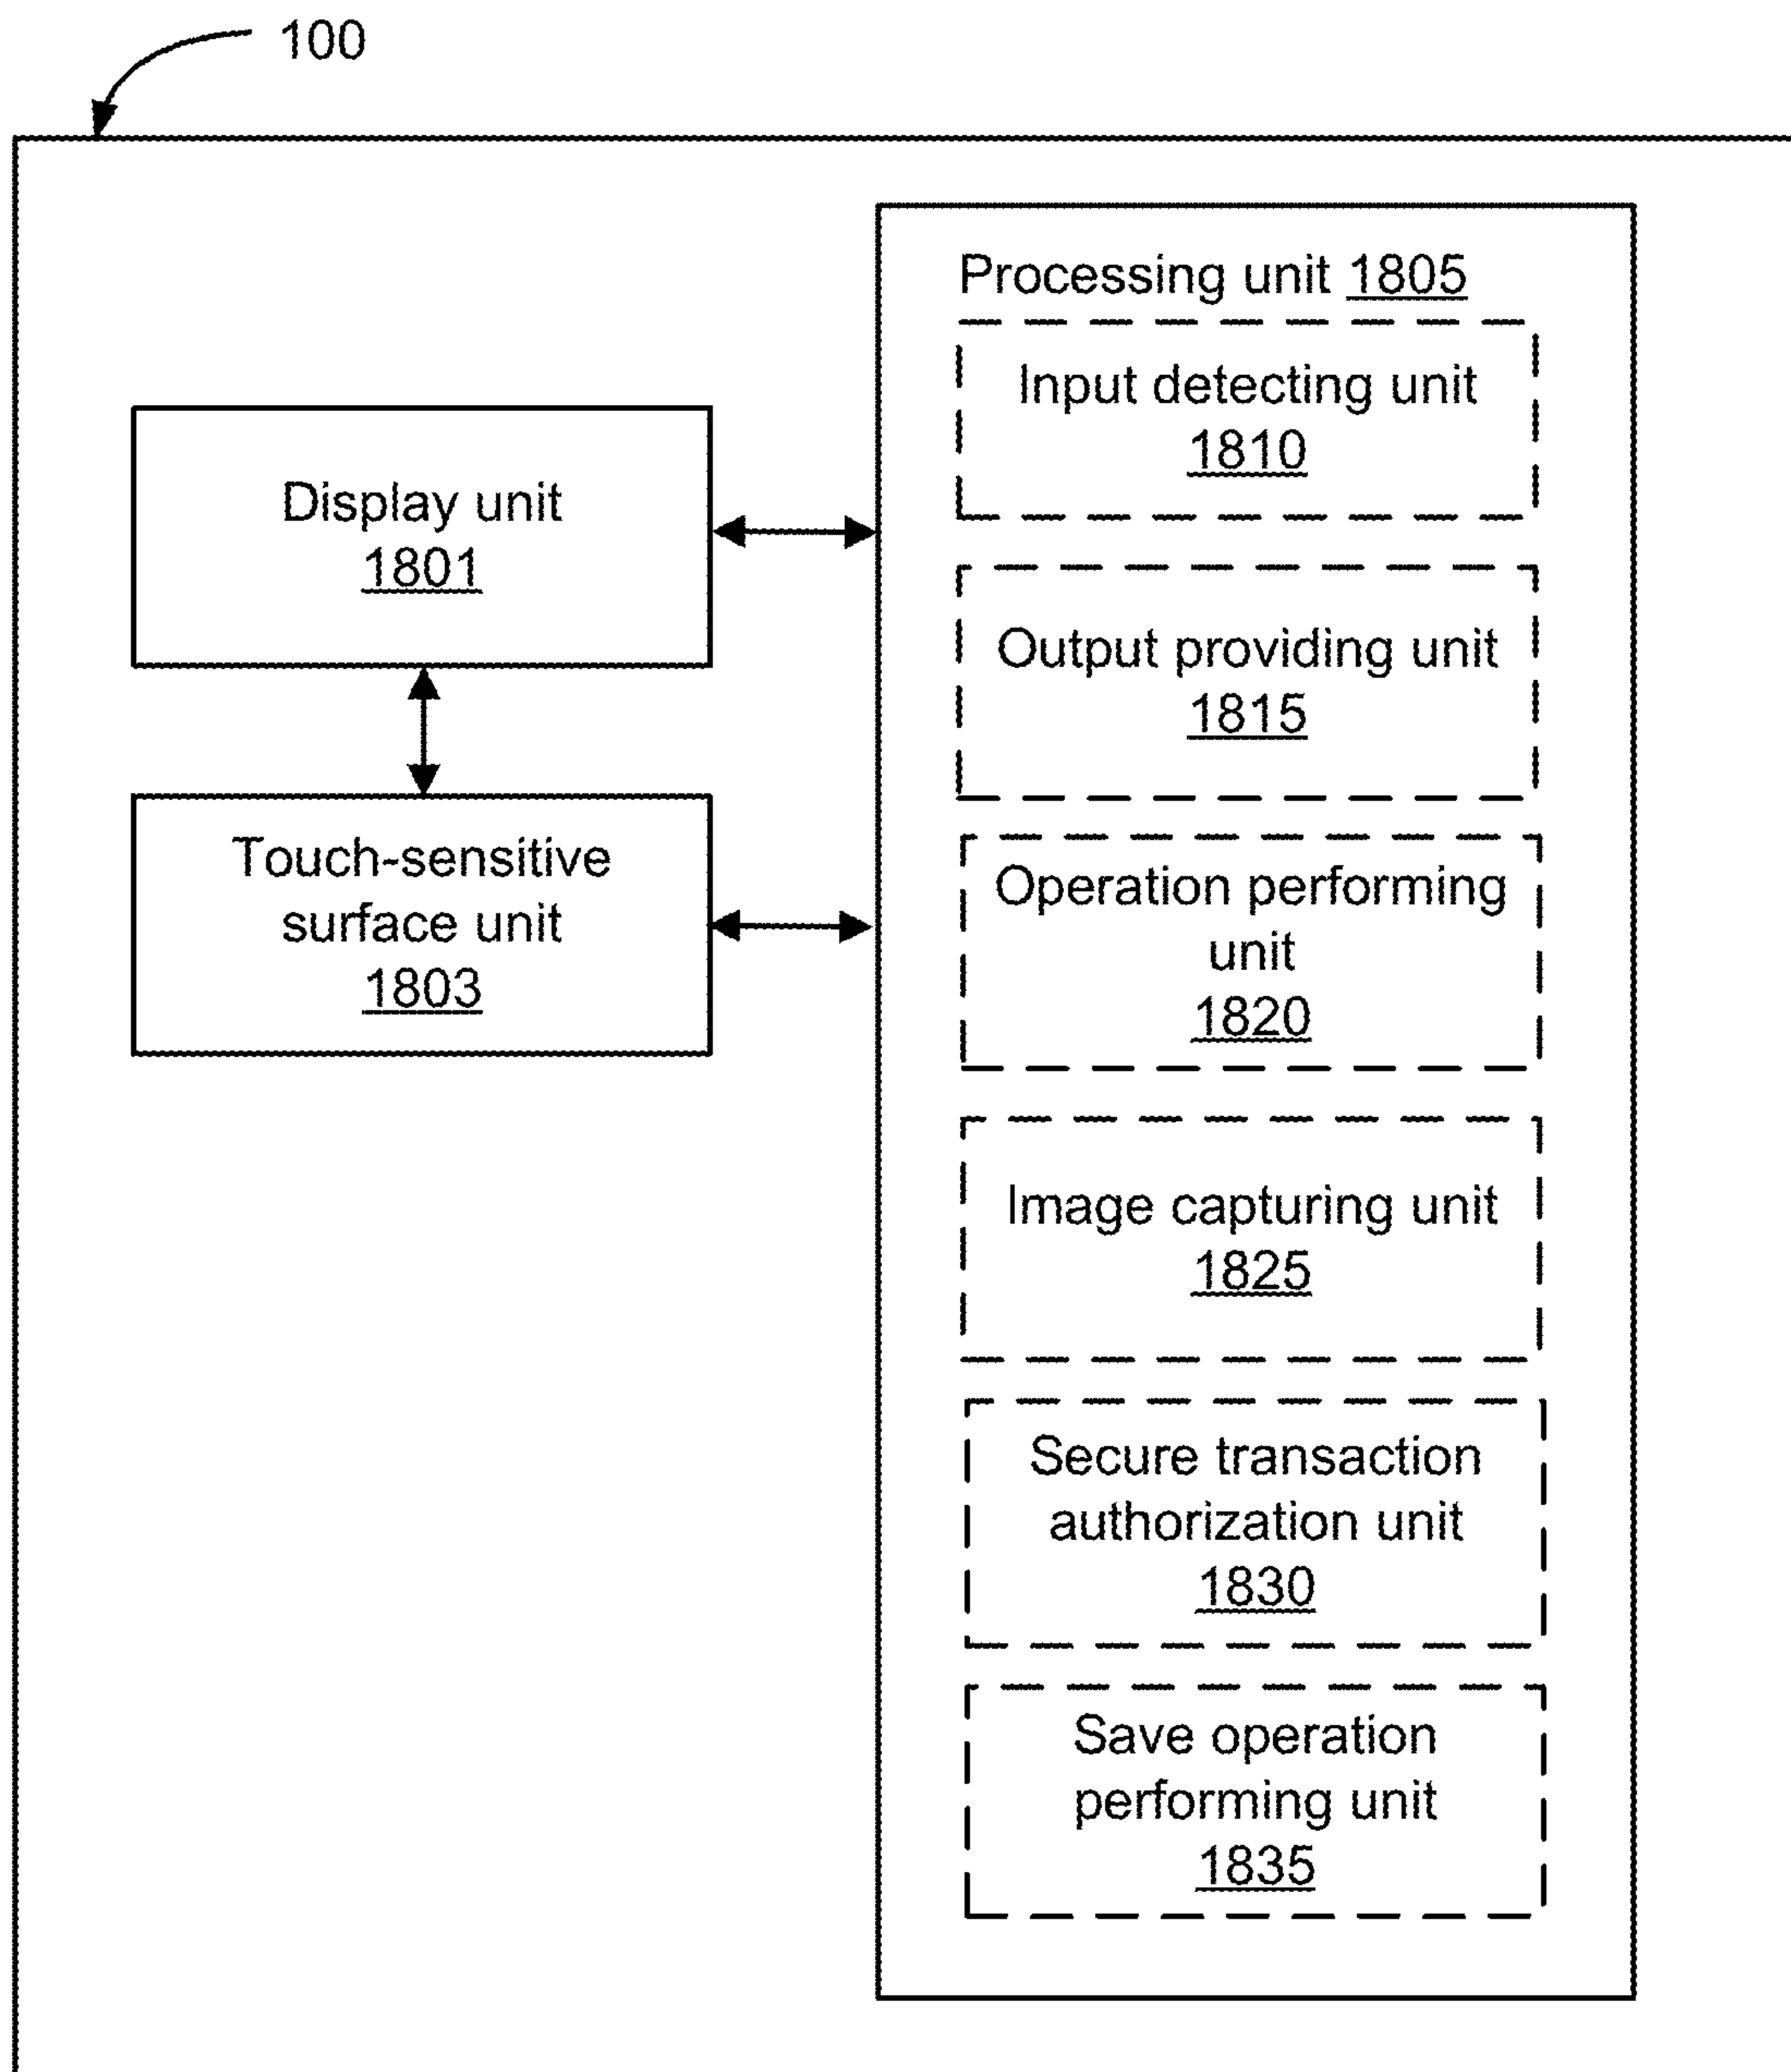 100
Processing unit 1805
Input detecting unit
1810
Display unit
1801
Output providing unit
1815
Touch-sensitive
surface unit
1803
Operation performing
unit
1820
Image capturing unit
1825
Secure transaction
authorization unit
1830
Save operation
performing unit
1835